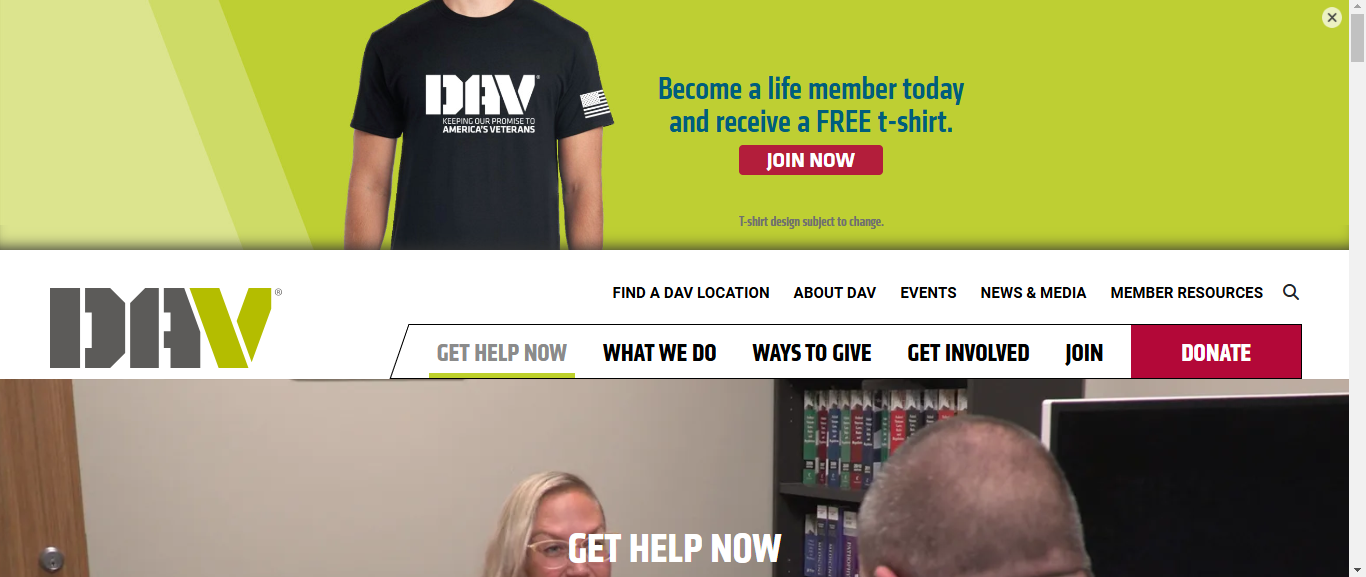 DAV®
KEEPING OUR PROMISE TO
AMERICA'S VETERANS
Become a life member today
and receive a FREE t-shirt.
JOIN NOW
T-shirt design subject to change.
DAV®
FIND A DAV LOCATION ABOUT DAV EVENTS NEWS & MEDIA MEMBER RESOURCES
GET HELP NOW WHAT WE DO WAYS TO GIVE GET INVOLVED JOIN DONATE
GET HELP NOW